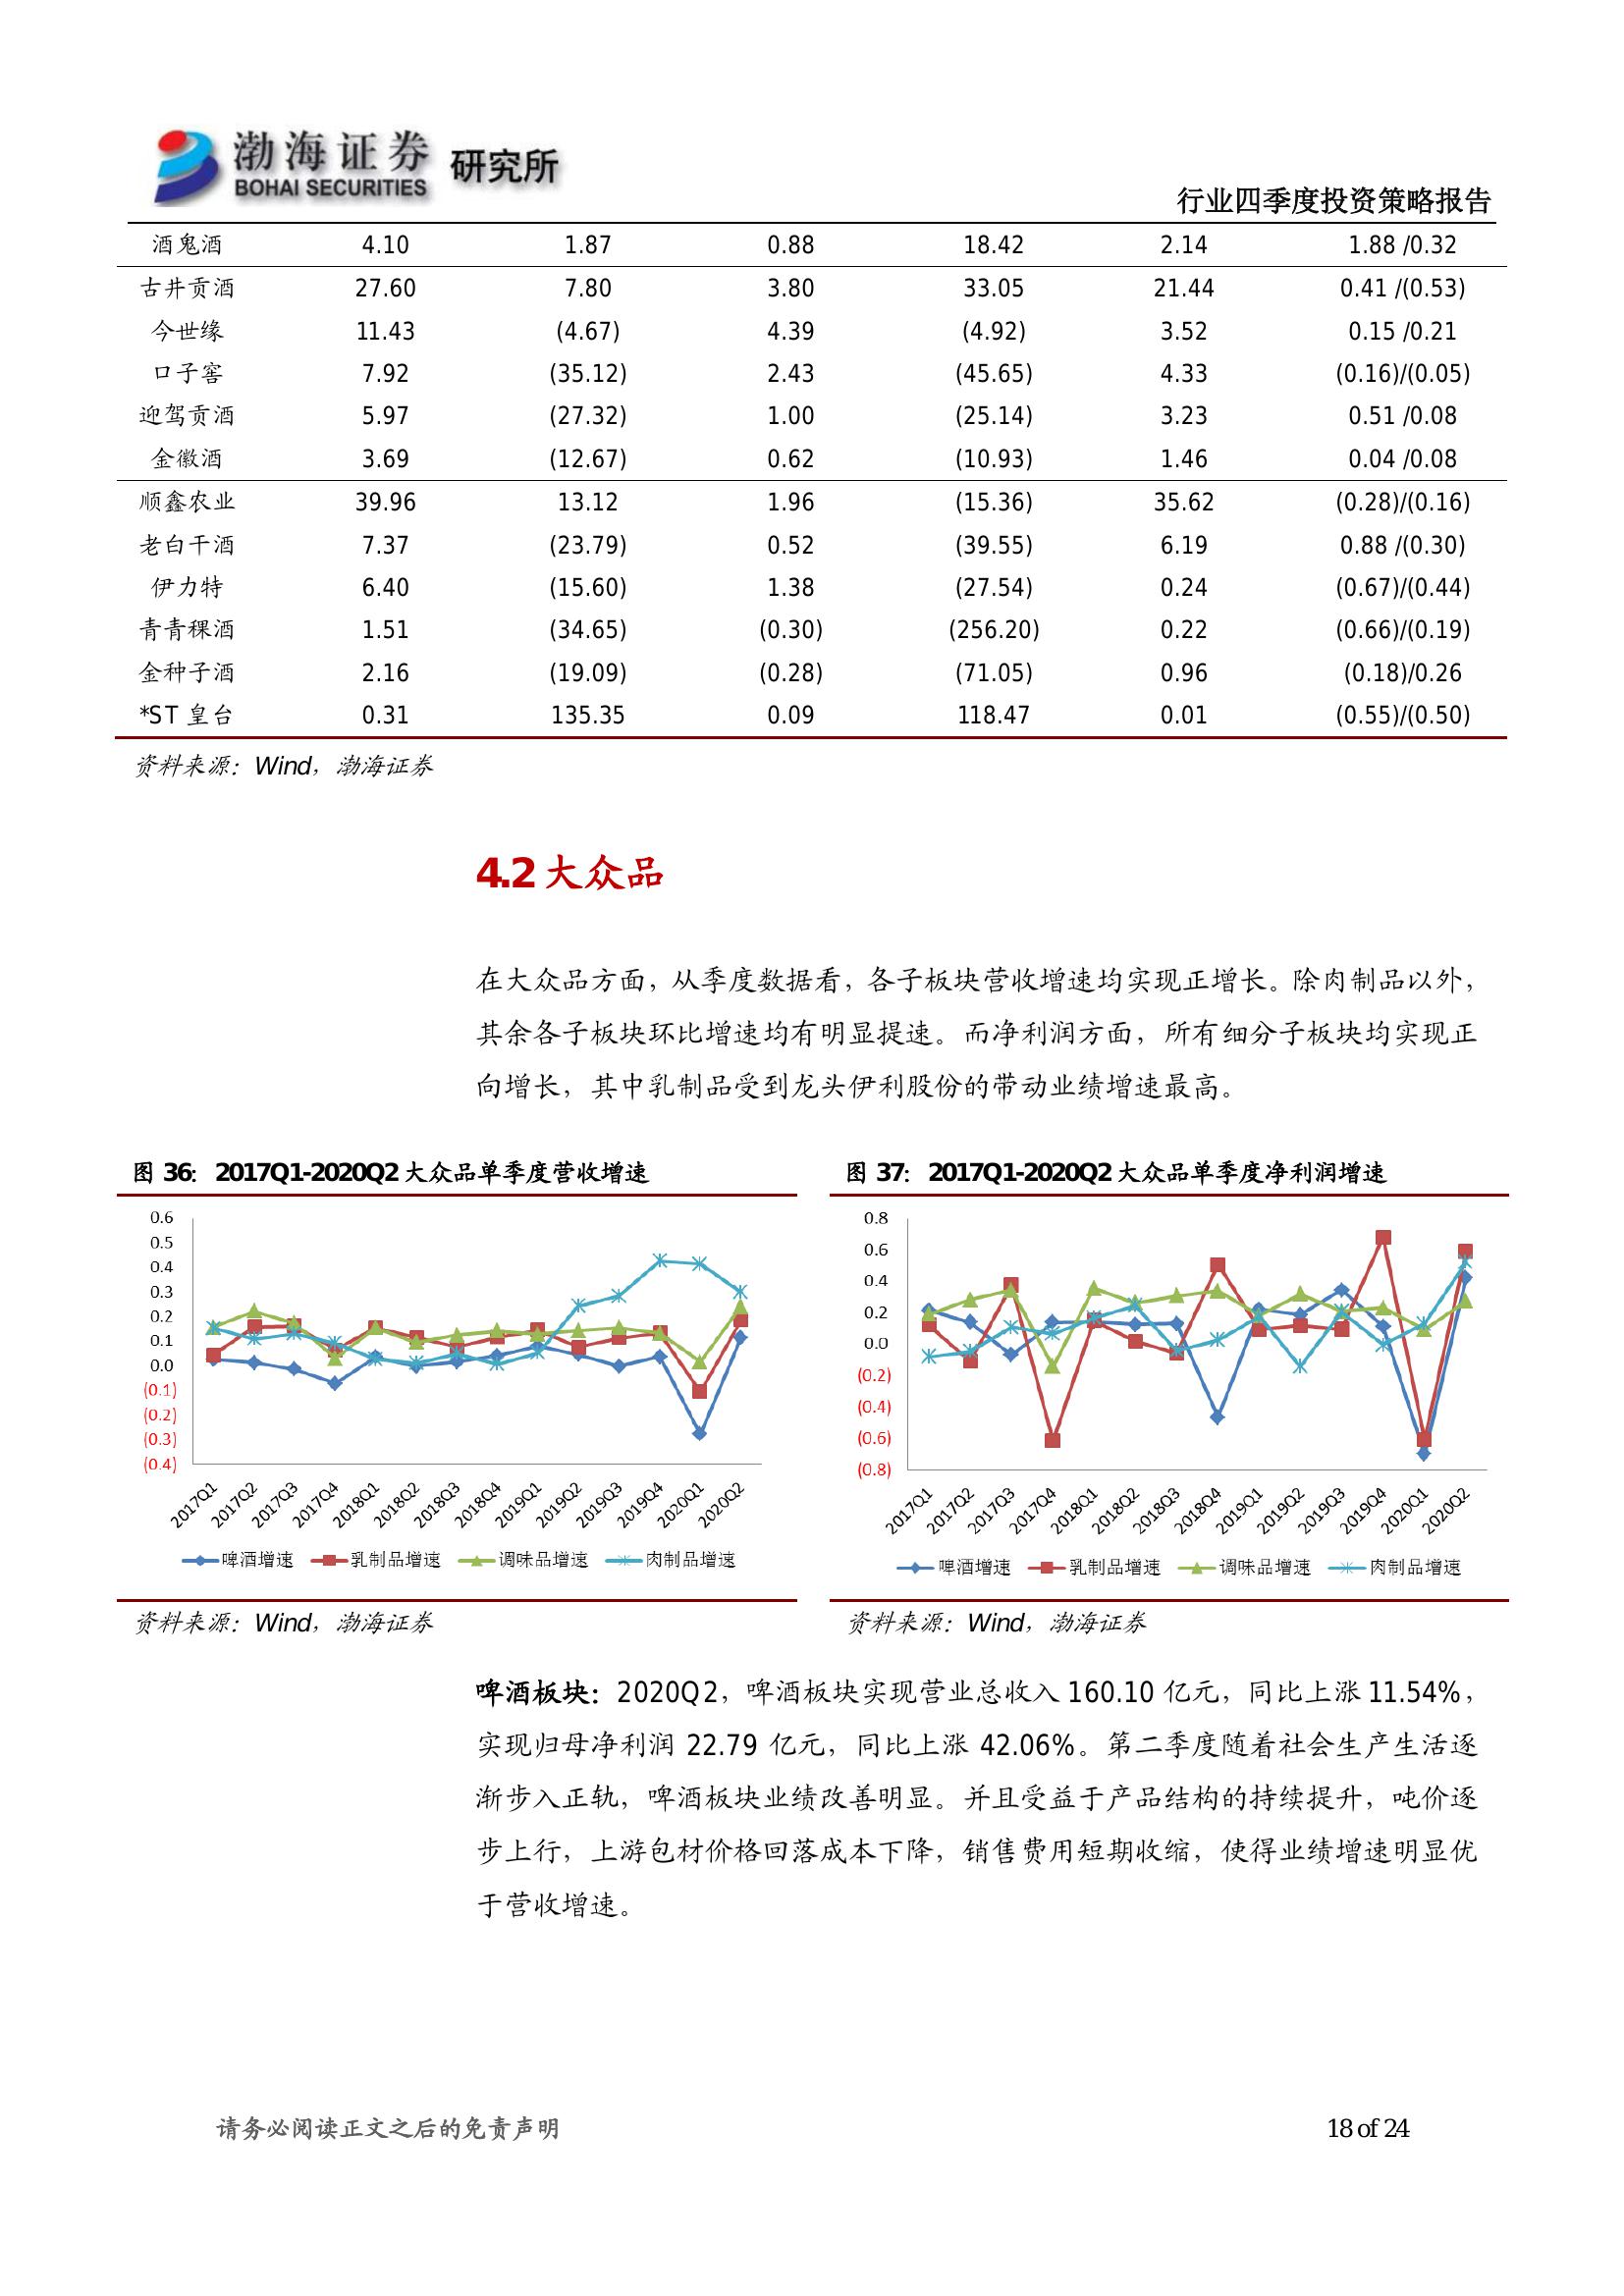 渤海证券 研究所
BOHAI SECURITIES
行业四季度投资策略报告
酒鬼酒 4.10 1.87 0.88 18.42 2.14 1.88 /0.32
古井贡酒 27.60 7.80 3.80 33.05 21.44 0.41 /(0.53)
今世缘 11.43 (4.67) 4.39 (4.92) 3.52 0.15 /0.21
口子窖 7.92 (35.12) 2.43 (45.65) 4.33 (0.16)/(0.05)
迎驾贡酒 5.97 (27.32) 1.00 (25.14) 3.23 0.51 /0.08
金徽酒 3.69 (12.67) 0.62 (10.93) 1.46 0.04 /0.08
顺鑫农业 39.96 13.12 1.96 (15.36) 35.62 (0.28)/(0.16)
老白干酒 7.37 (23.79) 0.52 (39.55) 6.19 0.88 /(0.30)
伊力特 6.40 (15.60) 1.38 (27.54) 0.24 (0.67)/(0.44)
青青稞酒 1.51 (34.65) (0.30) (256.20) 0.22 (0.66)/(0.19)
金种子酒 2.16 (19.09) (0.28) (71.05) 0.96 (0.18)/0.26
*ST 皇台 0.31 135.35 0.09 118.47 0.01 (0.55)/(0.50)
资料来源：Wind，渤海证券
4.2 大众品
在大众品方面，从季度数据看，各子板块营收增速均实现正增长。除肉制品以外，
其余各子板块环比增速均有明显提速。而净利润方面，所有细分子板块均实现正
向增长，其中乳制品受到龙头伊利股份的带动业绩增速最高。
图 36： 2017Q1-2020Q2 大众品单季度营收增速
0.6
0.5
0.4
0.3
0.2
0.1
0.0
(0.1)
(0.2)
(0.3)
(0.4)
2017Q1 2017Q2 2017Q3 2017Q4 2018Q1 2018Q2 2018Q3 2018Q4 2019Q1 2019Q2 2019Q3 2019Q4 2020Q1 2020Q2
啤酒增速 乳制品增速 调味品增速 肉制品增速
资料来源：Wind，渤海证券
图 37： 2017Q1-2020Q2 大众品单季度净利润增速
0.8
0.6
0.4
0.2
0.0
(0.2)
(0.4)
(0.6)
(0.8)
2017Q1 2017Q2 2017Q3 2017Q4 2018Q1 2018Q2 2018Q3 2018Q4 2019Q1 2019Q2 2019Q3 2019Q4 2020Q1 2020Q2
啤酒增速 乳制品增速 调味品增速 肉制品增速
资料来源：Wind，渤海证券
啤酒板块：2020Q2，啤酒板块实现营业总收入 160.10 亿元，同比上涨 11.54%，
实现归母净利润 22.79 亿元，同比上涨 42.06%。第二季度随着社会生产生活逐
渐步入正轨，啤酒板块业绩改善明显。并且受益于产品结构的持续提升，吨价逐
步上行，上游包材价格回落成本下降，销售费用短期收缩，使得业绩增速明显优
于营收增速。
请务必阅读正文之后的免责声明
18 of 24